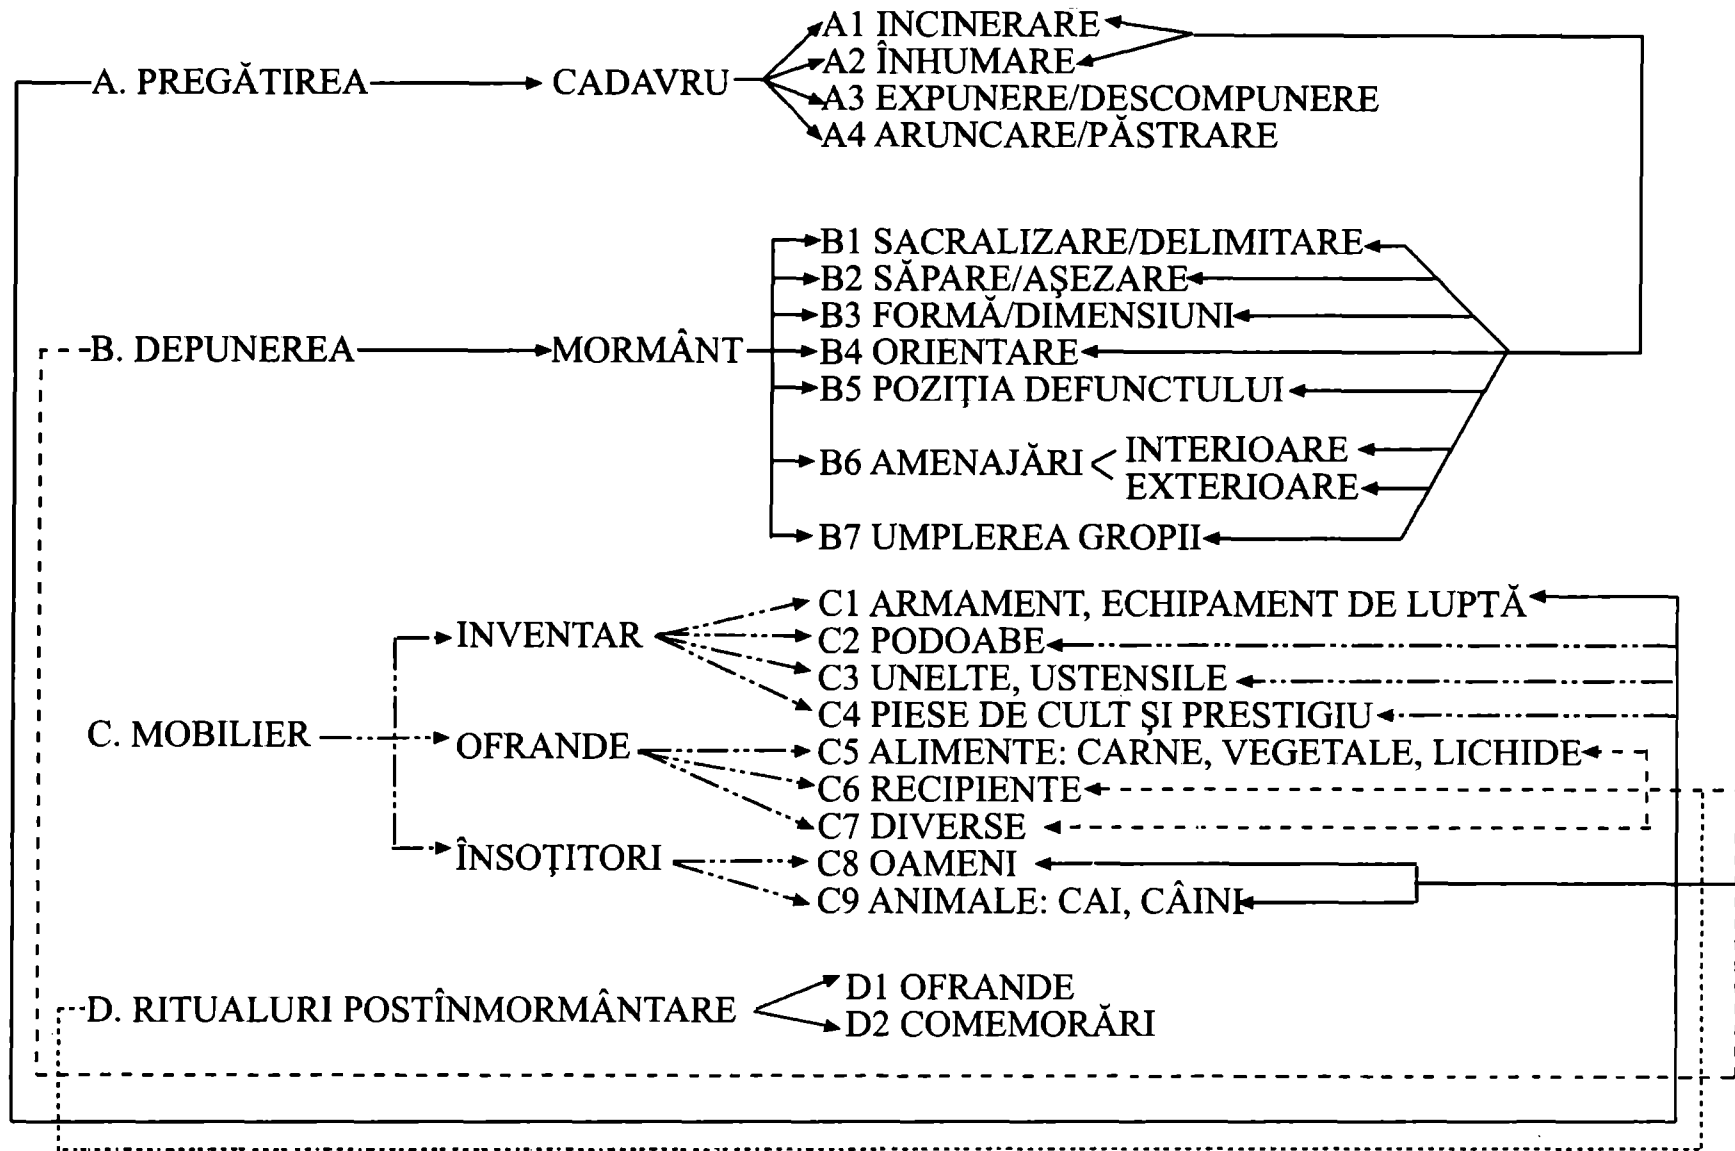 A. PREGĂTIREA
CADAVRU
A1 INCINERARE
A2 ÎNHUMARE
A3 EXPUNERE/DESCOMPUNERE
A4 ARUNCARE/PĂSTRARE
B. DEPUNEREA
MORMÂNT
B1 SACRALIZARE/DELIMITARE
B2 SĂPARE/AŞEZARE
B3 FORMĂ/DIMENSIUNI
B4 ORIENTARE
B5 POZIŢIA DEFUNCTULUI
B6 AMENAJĂRI
INTERIOARE
EXTERIOARE
B7 UMPLEREA GROPII
C. MOBILIER
INVENTAR
C1 ARMAMENT, ECHIPAMENT DE LUPTĂ
C2 PODOABE
C3 UNELTE, USTENSILE
C4 PIESE DE CULT ŞI PRESTIGIU
OFRANDE
C5 ALIMENTE: CARNE, VEGETALE, LICHIDE
C6 RECIPIENTE
C7 DIVERSE
ÎNSOŢITORI
C8 OAMENI
C9 ANIMALE: CAI, CÂINI
D. RITUALURI POSTÎNMORMÂNTARE
D1 OFRANDE
D2 COMEMORĂRI